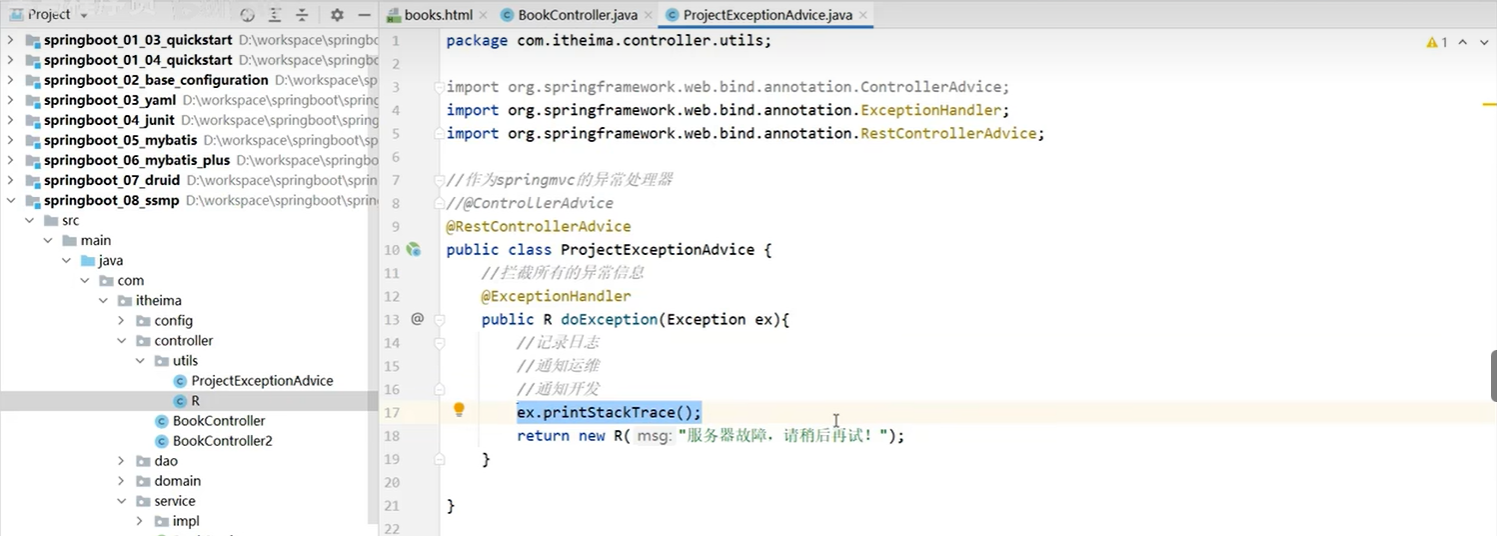 Project
books.html
BookController.java
ProjectExceptionAdvice.java
springboot_01_03_quickstart D:\workspace\springbc
springboot_01_04_quickstart D:\workspace\springbc
springboot_02_base_configuration D:\workspace\sp
springboot_03_yaml D:\workspace\springboot\spring
springboot_04_junit D:\workspace\springboot\spring
springboot_05_mybatis D:\workspace\springboot\sp
springboot_06_mybatis_plus D:\workspace\springbo
springboot_07_druid D:\workspace\springboot\sprin
springboot_08_ssmp D:\workspace\springboot\sprin
src
main
java
com
itheima
config
controller
utils
ProjectExceptionAdvice
R
BookController
BookController2
dao
domain
service
impl
1 package com.itheima.controller.utils;
2
3 import org.springframework.web.bind.annotation.ControllerAdvice;
4 import org.springframework.web.bind.annotation.ExceptionHandler;
5 import org.springframework.web.bind.annotation.RestControllerAdvice;
6
7 //作为springmvc的异常处理器
8 //@ControllerAdvice
9 @RestControllerAdvice
10 public class ProjectExceptionAdvice {
11 //拦截所有的异常信息
12 @ExceptionHandler
13 @ public R doException(Exception ex){
14 //记录日志
15 //通知运维
16 //通知开发
17 ex.printStackTrace();
18 return new R( msg: "服务器故障，请稍后再试！");
19 }
20
21 }
22
1